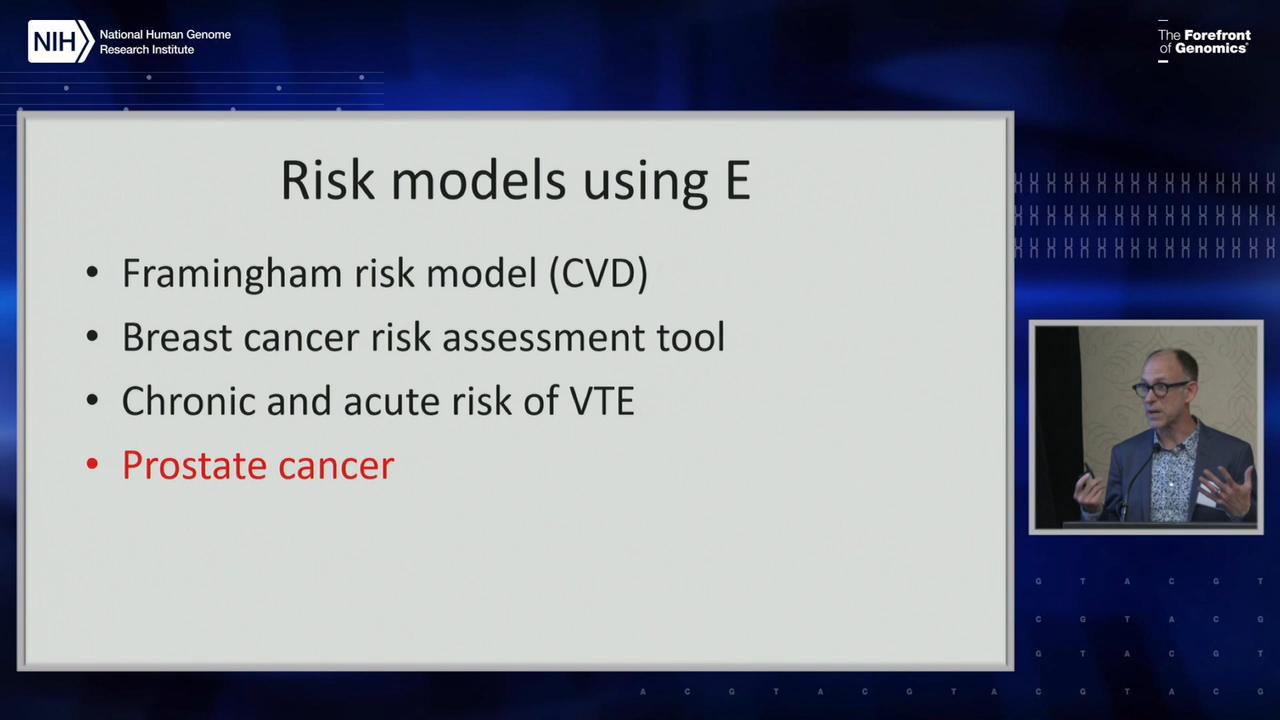 NIH
National Human Genome
Research Institute
The Forefront
of Genomics®
Risk models using E
• Framingham risk model (CVD)
• Breast cancer risk assessment tool
• Chronic and acute risk of VTE
• Prostate cancer
G T A C G T
C G T A C G
G T A C G T
A C G T A C G T A C G T A C G